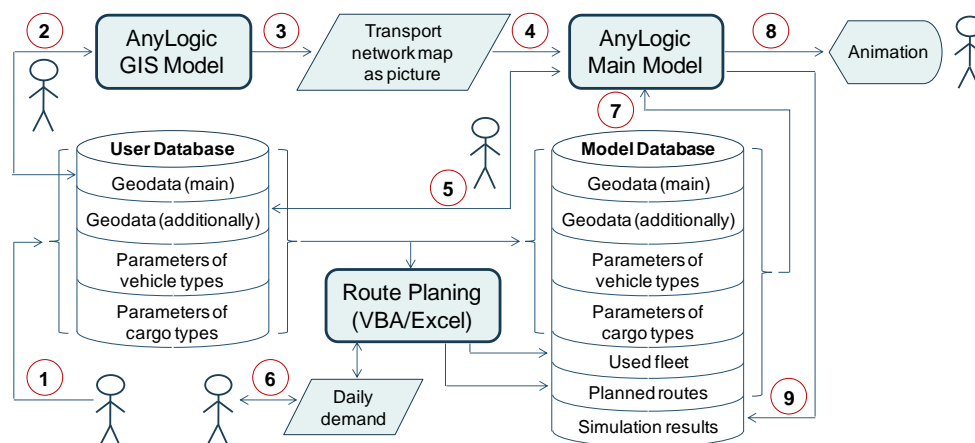 2
AnyLogic
GIS Model
3
Transport
network map
as picture
4
AnyLogic
Main Model
8
Animation
7
User Database
Geodata (main)
Geodata (additionally)
Parameters of
vehicle types
Parameters of
cargo types
5
Model Database
Geodata (main)
Geodata (additionally)
Parameters of
vehicle types
Parameters of
cargo types
Used fleet
Planned routes
Simulation results
Route Planing
(VBA/Excel)
1
6
Daily
demand
9